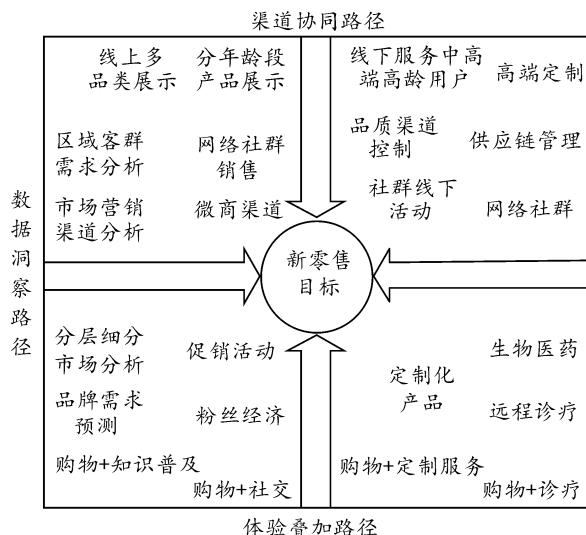 渠道协同路径
线上多
品类展示
分年龄段
产品展示
线下服务中高
端高龄用户
高端定制
区域客群
需求分析
网络社群
销售
品质渠道
控制
供应链管理
市场营销
渠道分析
微商渠道
社群线下
活动
网络社群
数据洞察路径
新零售
目标
分层细分
市场分析
促销活动
定制化
产品
生物医药
品牌需求
预测
粉丝经济
远程诊疗
购物+知识普及
购物+社交
购物+定制服务
购物+诊疗
体验叠加路径